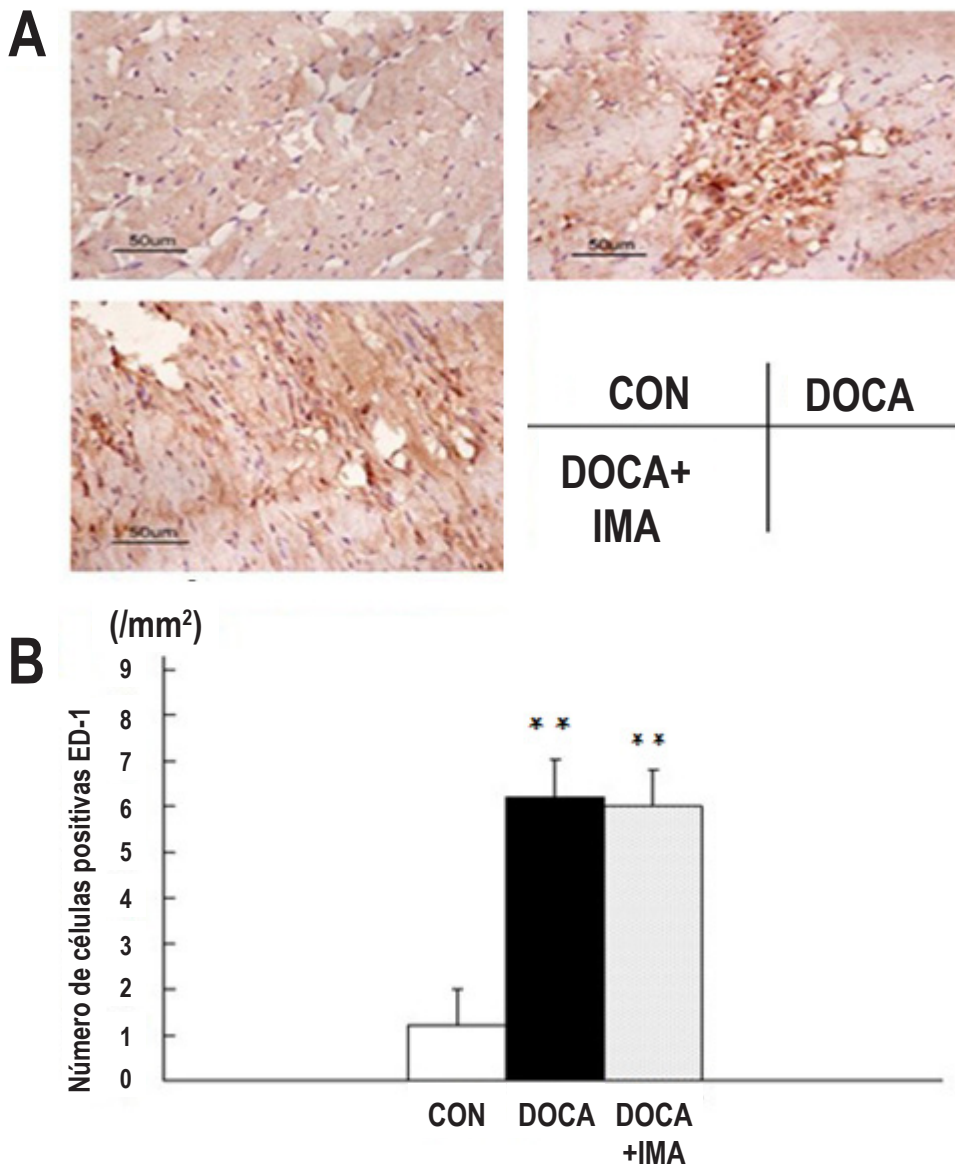 A
50um
50um
50um
CON
DOCA
DOCA+
IMA
B
(/mm²)
Número de células positivas ED-1
9
8
7
6
5
4
3
2
1
0
** **
CON
DOCA
DOCA
+IMA